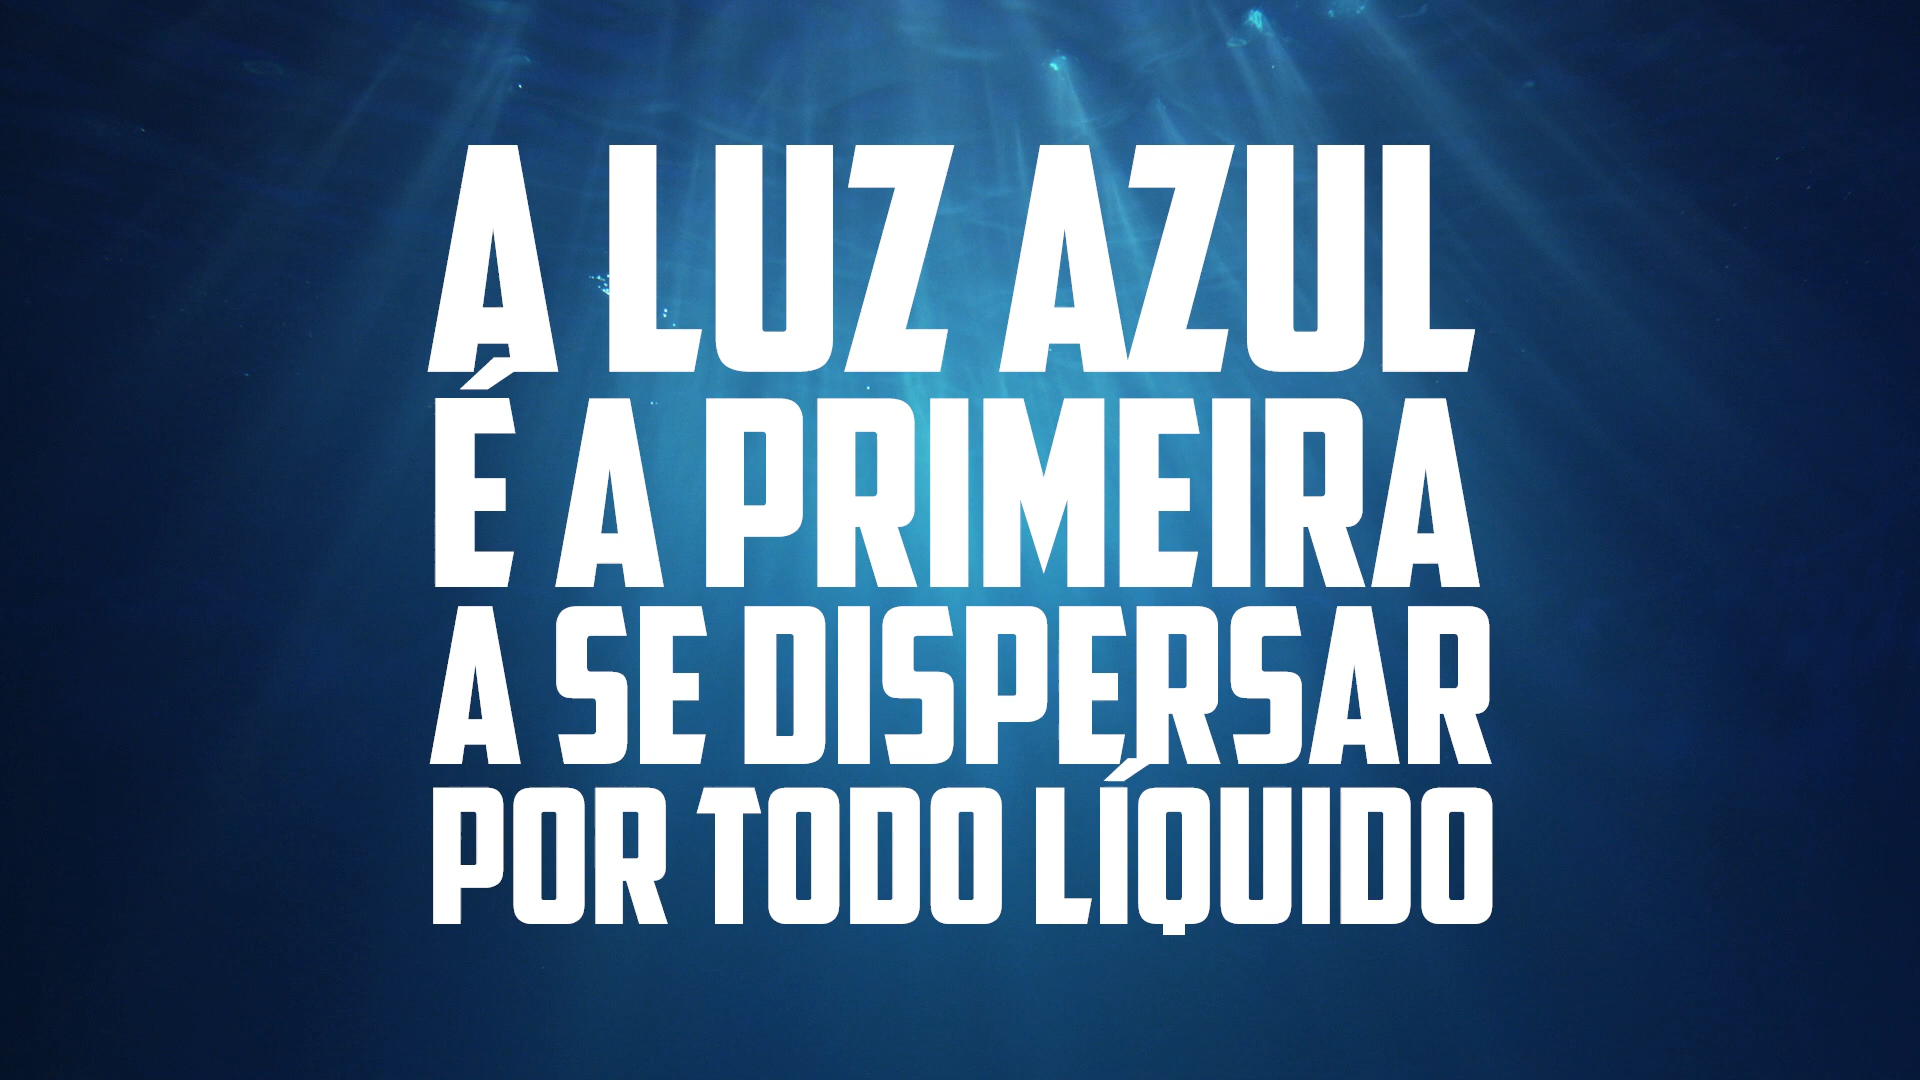 A LUZ AZUL
É A PRIMEIRA
A SE DISPERSAR
POR TODO LÍQUIDO